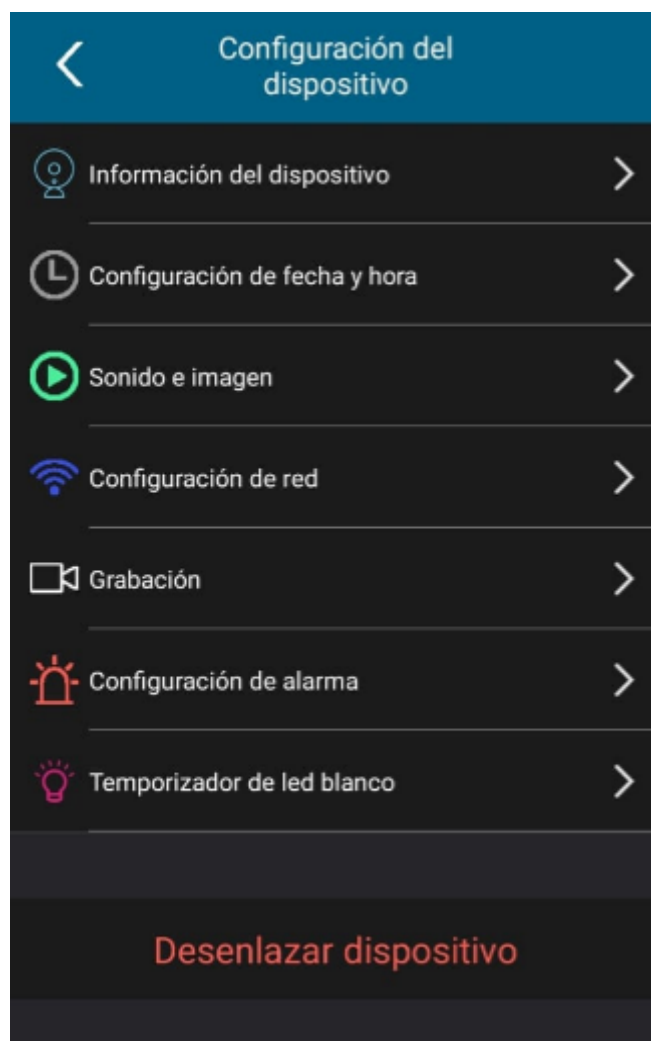 Configuración del
dispositivo
Información del dispositivo
Configuración de fecha y hora
Sonido e imagen
Configuración de red
Grabación
Configuración de alarma
Temporizador de led blanco
Desenlazar dispositivo